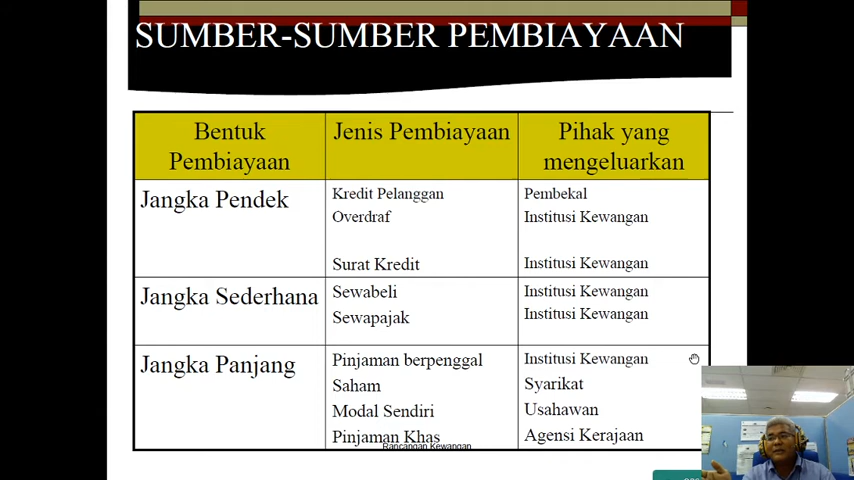 SUMBER-SUMBER PEMBIAYAAN
Bentuk Pembiayaan
Jenis Pembiayaan
Pihak yang mengeluarkan
Jangka Pendek
Kredit Pelanggan
Pembekal
Overdraf
Institusi Kewangan
Surat Kredit
Institusi Kewangan
Jangka Sederhana
Sewabeli
Institusi Kewangan
Sewapajak
Institusi Kewangan
Jangka Panjang
Pinjaman berpenggal
Institusi Kewangan
Saham
Syarikat
Modal Sendiri
Usahawan
Pinjaman Khas
Agensi Kerajaan
Rancangan Kewangan